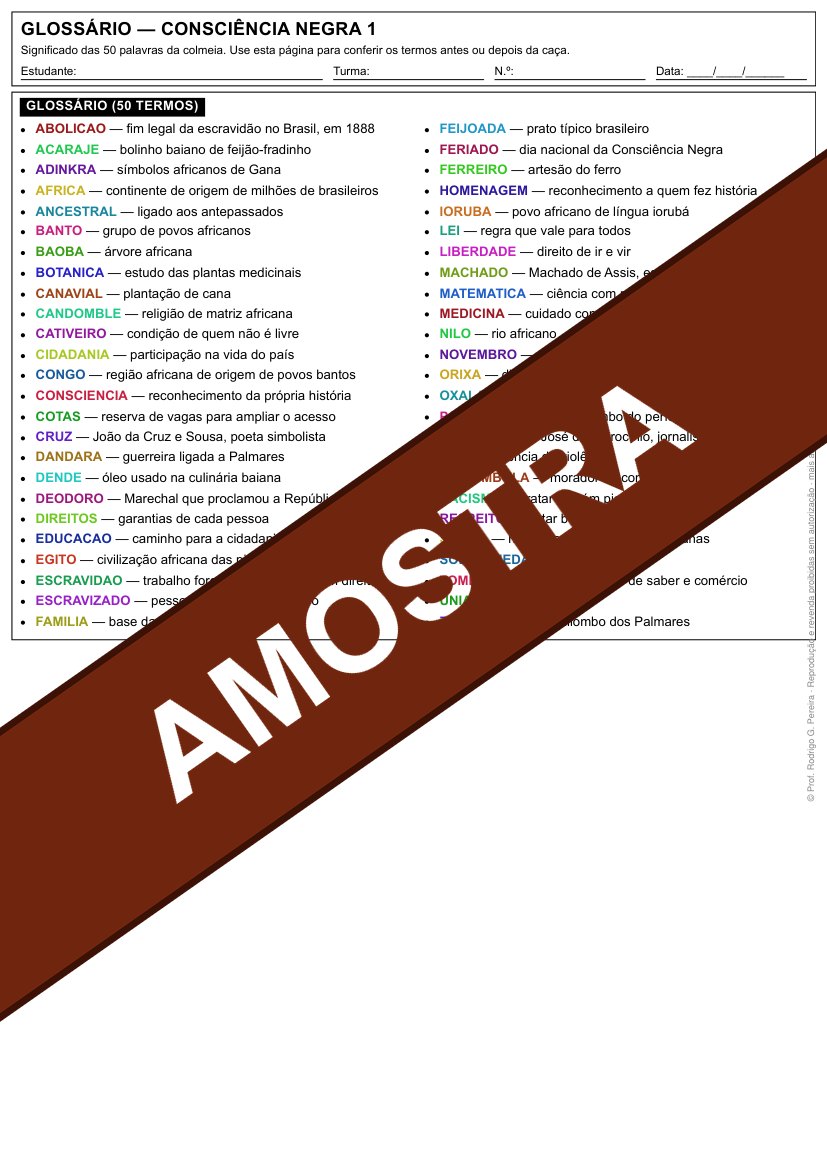 GLOSSÁRIO — CONSCIÊNCIA NEGRA 1
Significado das 50 palavras da colmeia. Use esta página para conferir os termos antes ou depois da caça.
Estudante: Turma: N.º: Data: ____/____/______
GLOSSÁRIO (50 TERMOS)
• ABOLICAO — fim legal da escravidão no Brasil, em 1888
• ACARAJE — bolinho baiano de feijão-fradinho
• ADINKRA — símbolos africanos de Gana
• AFRICA — continente de origem de milhões de brasileiros
• ANCESTRAL — ligado aos antepassados
• BANTO — grupo de povos africanos
• BAOBA — árvore africana
• BOTANICA — estudo das plantas medicinais
• CANAVIAL — plantação de cana
• CANDOMBLE — religião de matriz africana
• CATIVEIRO — condição de quem não é livre
• CIDADANIA — participação na vida do país
• CONGO — região africana de origem de povos bantos
• CONSCIENCIA — reconhecimento da própria história
• COTAS — reserva de vagas para ampliar o acesso
• CRUZ — João da Cruz e Sousa, poeta simbolista
• DANDARA — guerreira ligada a Palmares
• DENDE — óleo usado na culinária baiana
• DEODORO — Marechal que proclamou a
• DIREITOS — garantias de cada pessoa
• EDUCACAO — caminho para a
• EGITO — civilização africana das
• ESCRAVIDAO — trabalho
• ESCRAVIZADO —
• FAMILIA — base
• FEIJOADA — prato típico brasileiro
• FERIADO — dia nacional da Consciência Negra
• FERREIRO — artesão do ferro
• HOMENAGEM — reconhecimento a quem fez história
• IORUBA — povo africano de língua iorubá
• LEI — regra que vale para todos
• LIBERDADE — direito de ir e vir
• MACHADO — Machado de Assis,
• MATEMATICA — ciência com
• MEDICINA — cuidado
• NILO — rio africano
• NOVEMBRO —
• ORIXA —
de saber e comércio
dos Palmares
AMOSTRA
© Prof. Rodrigo G. Pereira - Reprodução e revenda proibidas sem autorização - mais